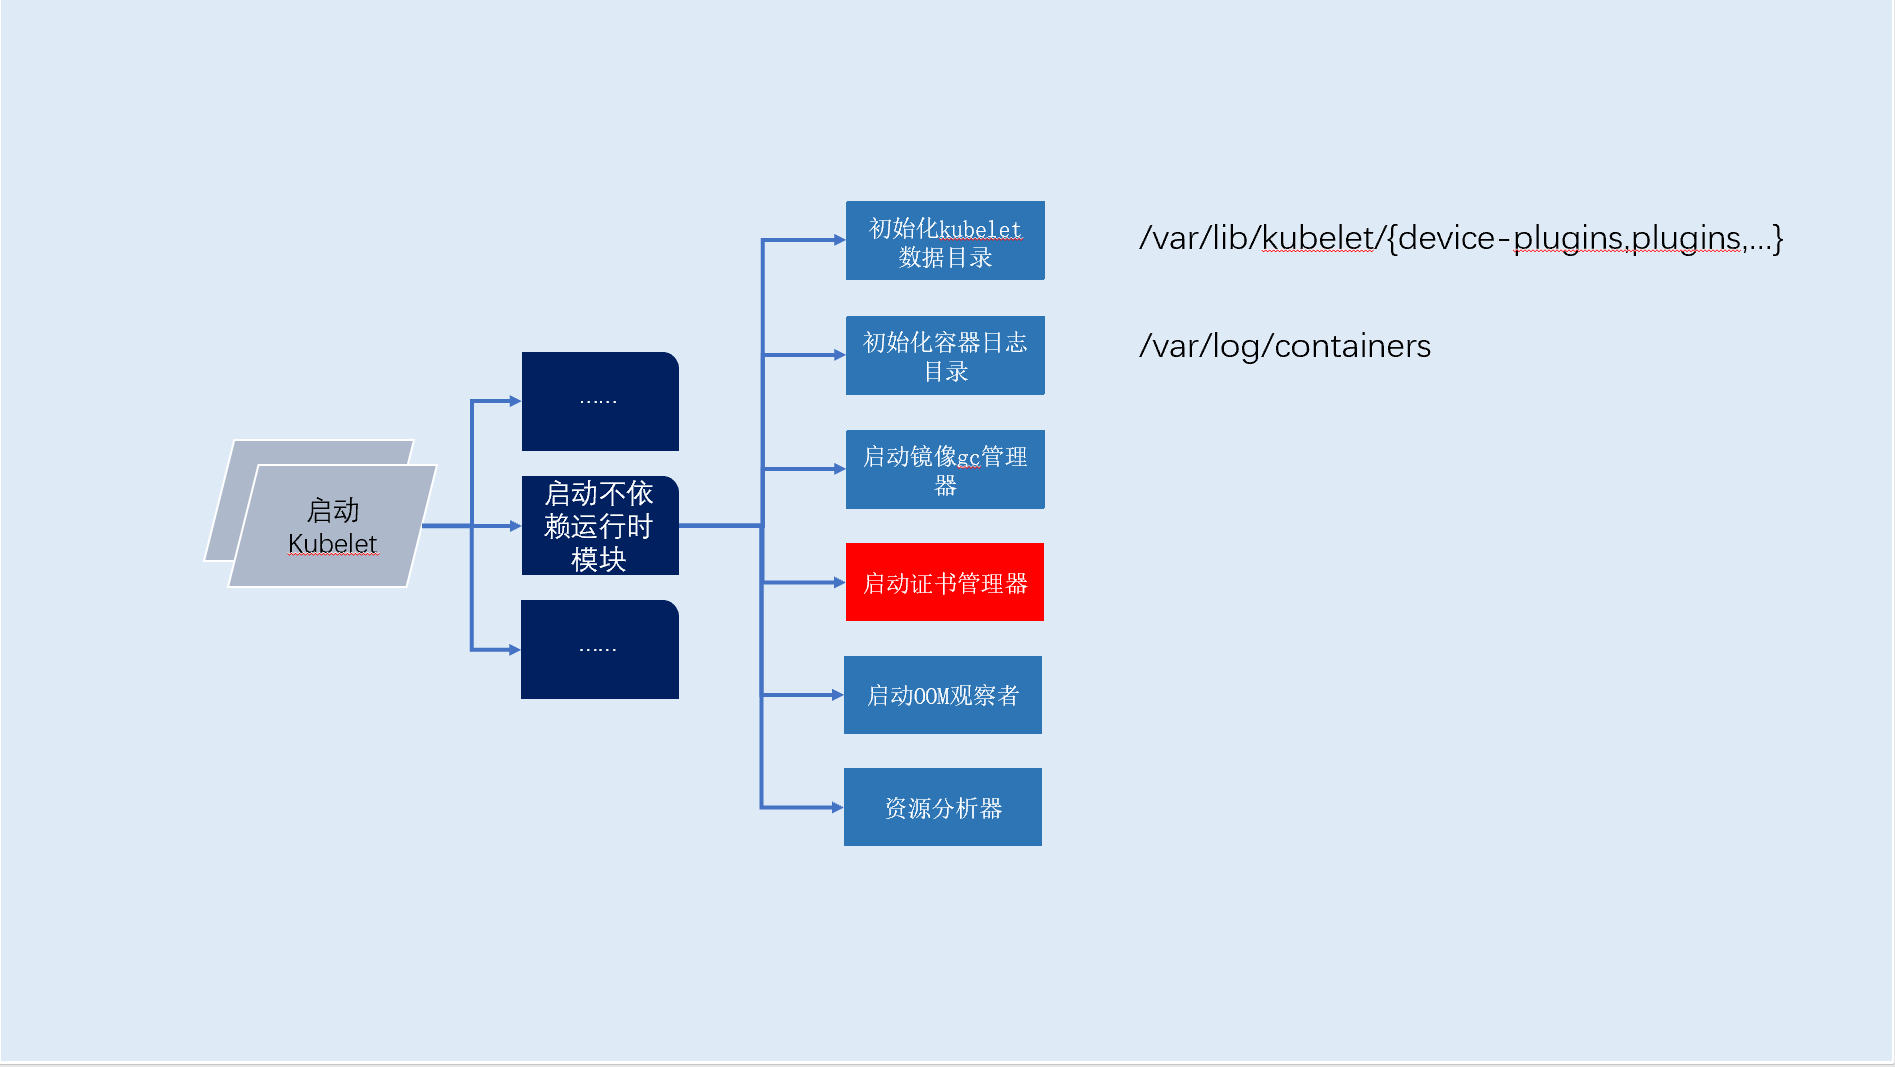 启动
Kubelet
……
启动不依
赖运行时
模块
……
初始化kubelet
数据目录
/var/lib/kubelet/{device-plugins,plugins,...}
初始化容器日志
目录
/var/log/containers
启动镜像gc管理
器
启动证书管理器
启动OOM观察者
资源分析器